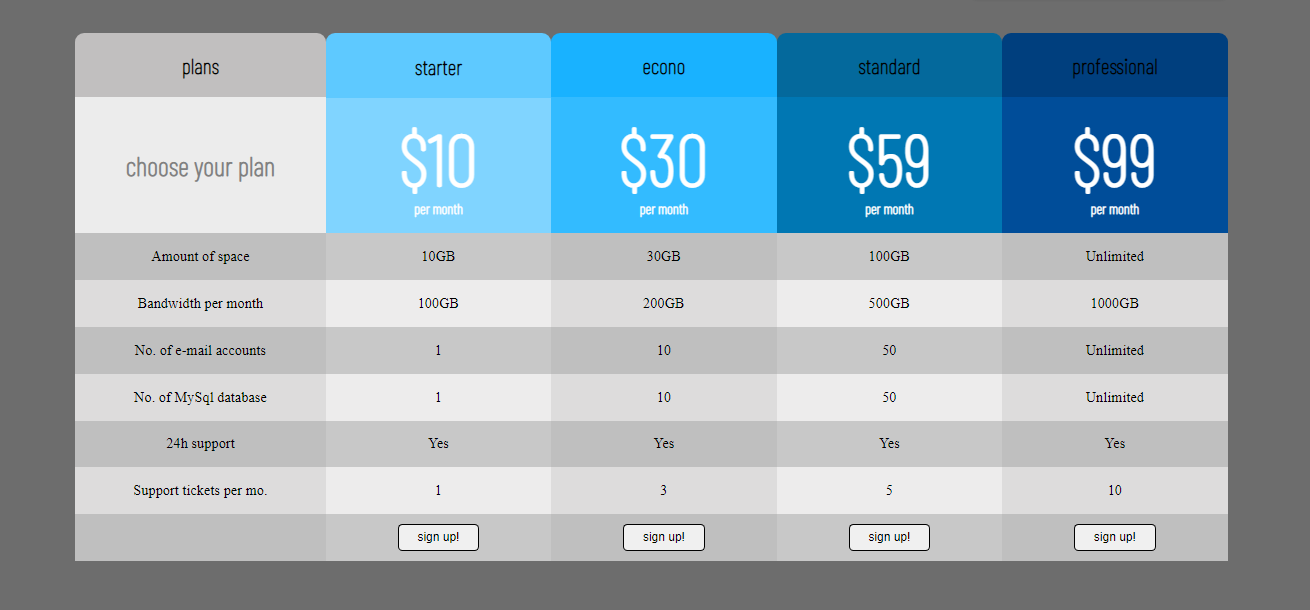 plans starter econo standard professional
choose your plan $10 $30 $59 $99
per month per month per month per month
Amount of space 10GB 30GB 100GB Unlimited
Bandwidth per month 100GB 200GB 500GB 1000GB
No. of e-mail accounts 1 10 50 Unlimited
No. of MySql database 1 10 50 Unlimited
24h support Yes Yes Yes Yes
Support tickets per mo. 1 3 5 10
sign up! sign up! sign up! sign up!